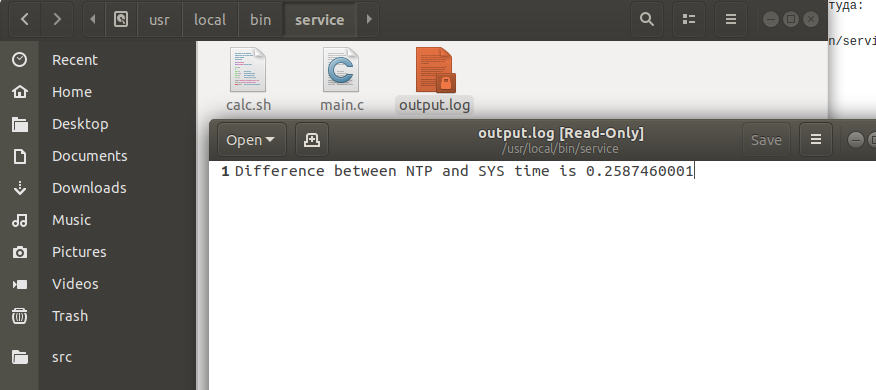 usr local bin service
туда:
n/servi
Recent
Home
Desktop
Documents
Downloads
Music
Pictures
Videos
Trash
src
calc.sh main.c output.log
Open output.log [Read-Only] Save
/usr/local/bin/service
1 Difference between NTP and SYS time is 0.2587460001